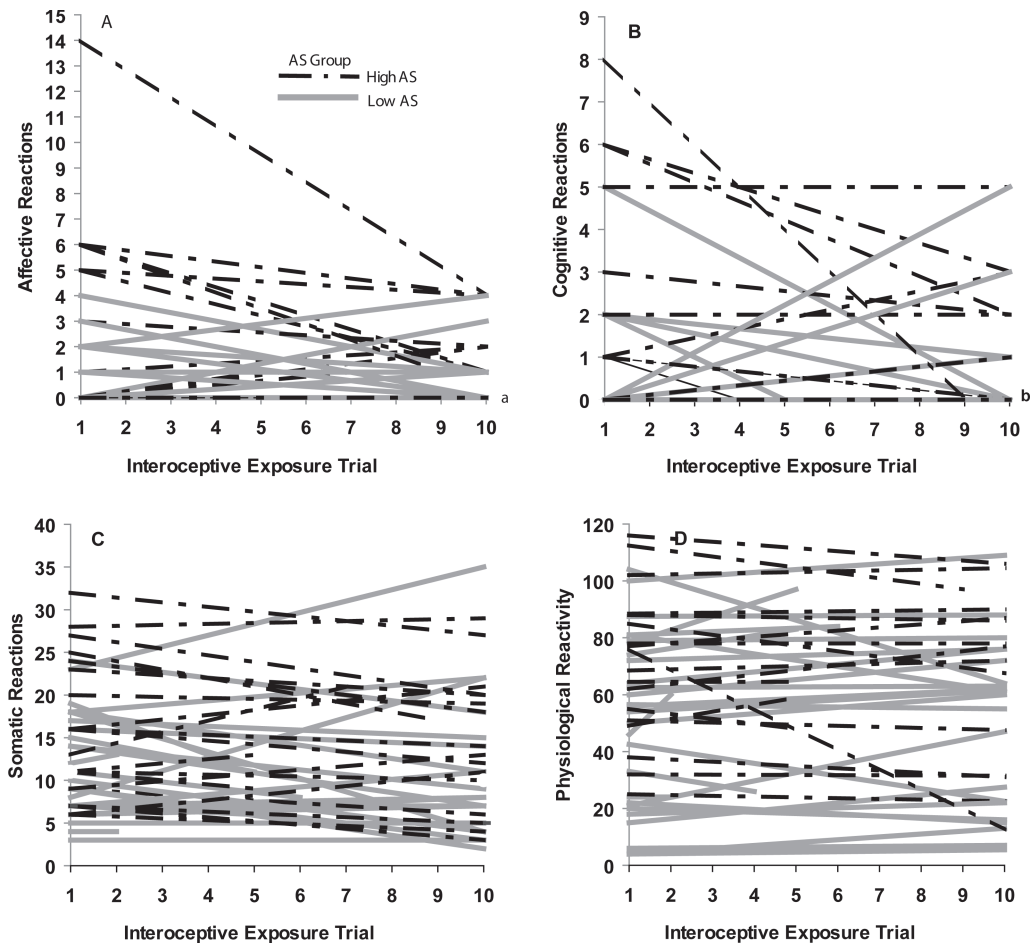 A
Affective Reactions
15
14
13
12
11
10
9
8
7
6
5
4
3
2
1
0
AS Group
High AS
Low AS
a
1 2 3 4 5 6 7 8 9 10
Interoceptive Exposure Trial
B
Cognitive Reactions
9
8
7
6
5
4
3
2
1
0
b
1 2 3 4 5 6 7 8 9 10
Interoceptive Exposure Trial
C
Somatic Reactions
40
35
30
25
20
15
10
5
0
1 2 3 4 5 6 7 8 9 10
Interoceptive Exposure Trial
D
Physiological Reactivity
120
100
80
60
40
20
0
1 2 3 4 5 6 7 8 9 10
Interoceptive Exposure Trial